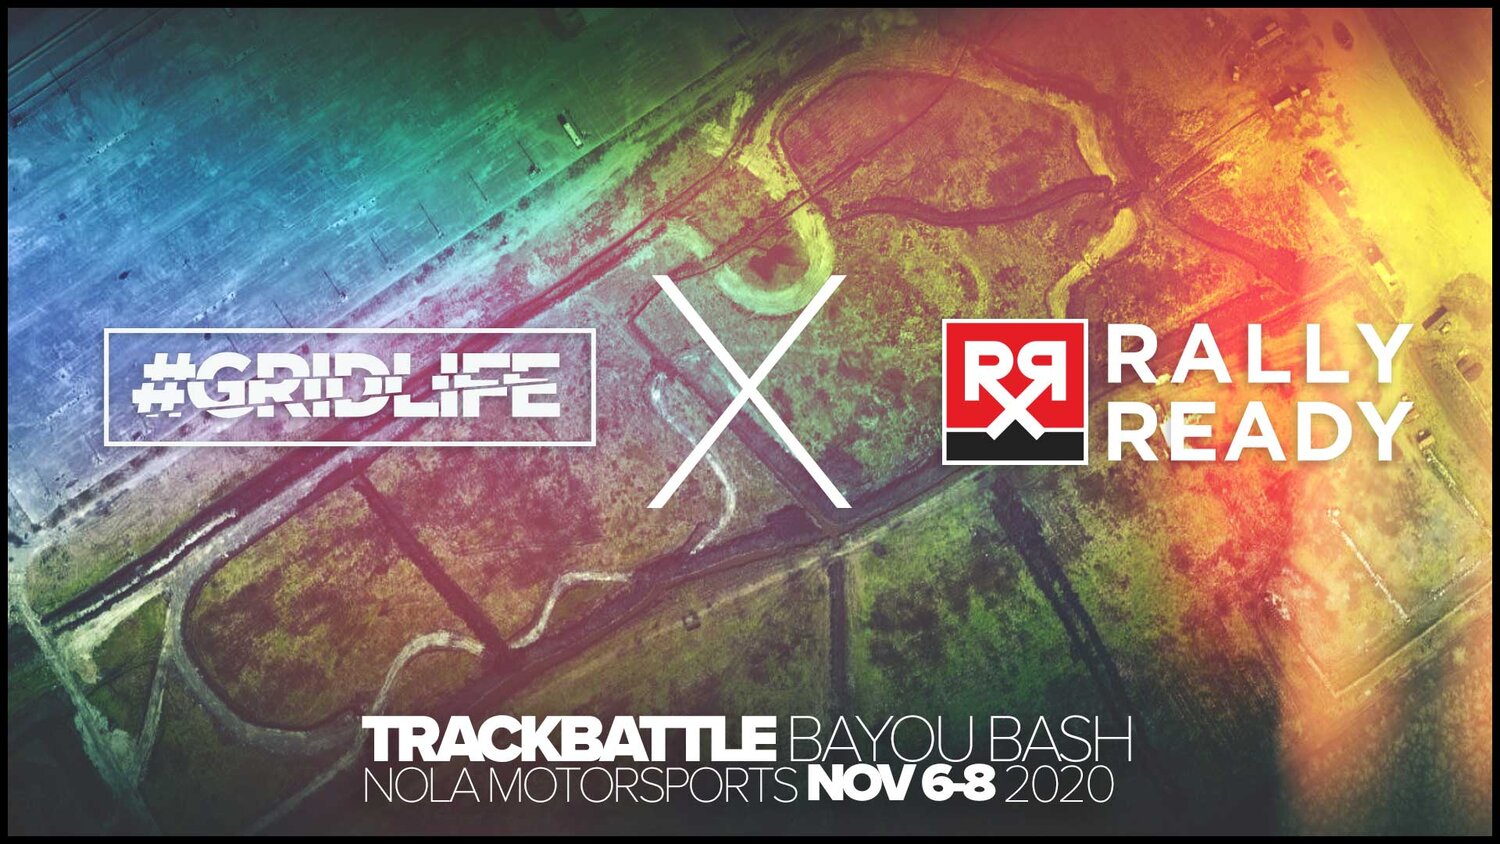 #GRIDLIFE
X
RR
RALLY
READY
TRACKBATTLE BAYOU BASH
NOLA MOTORSPORTS NOV 6-8 2020